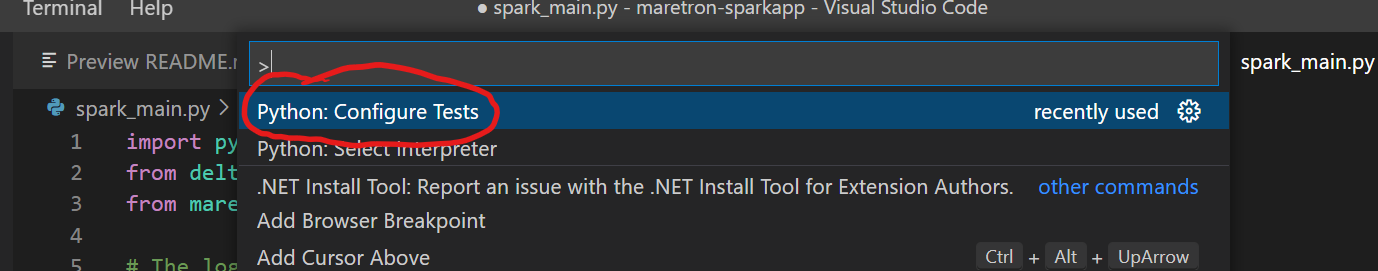 Terminal Help ● spark_main.py - maretron-sparkapp - Visual Studio Code
Preview README. spark_main.py
>
spark_main.py >
Python: Configure Tests recently used
Python: Select Interpreter
.NET Install Tool: Report an issue with the .NET Install Tool for Extension Authors. other commands
Add Browser Breakpoint
Add Cursor Above Ctrl + Alt + UpArrow
1 import py
2 from delt
3 from mare
4
5 # The log